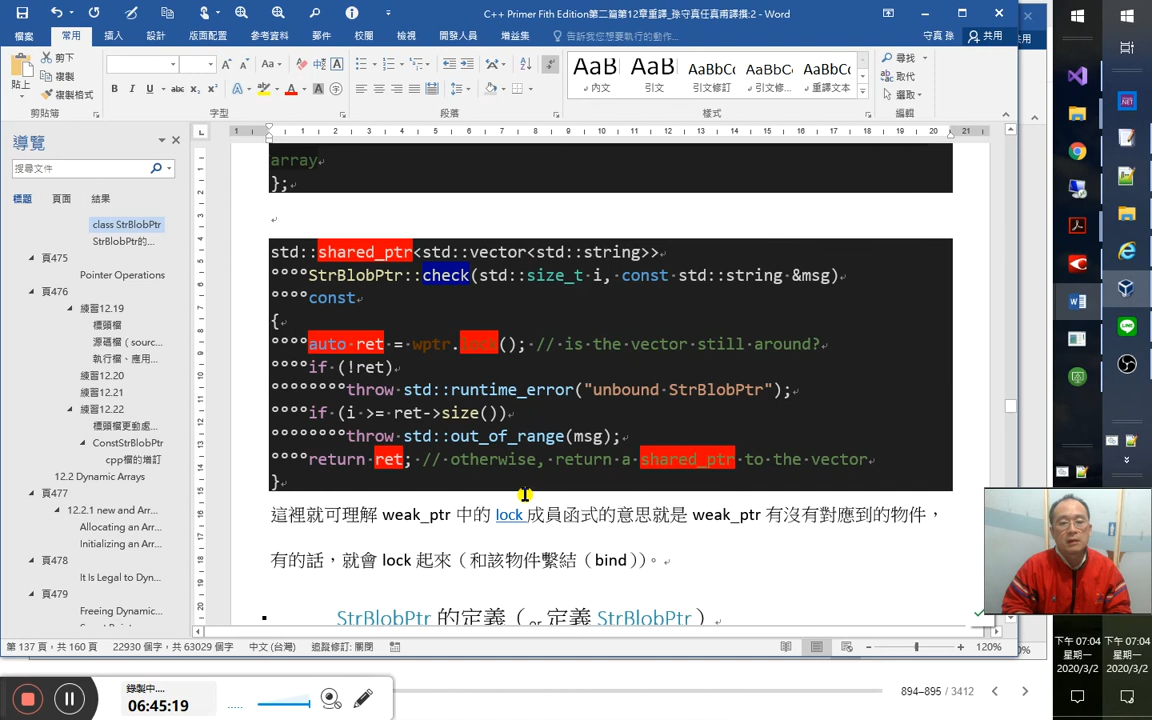 C++ Primer Fith Edition第二篇第12章重譯_孫守真任真甫譯撰:2 - Word
檔案
常用
插入
設計
版面配置
參考資料
郵件
校閱
檢視
開發人員
增益集
告訴我您想要執行的動作...
守真 孫
共用
貼上
剪下
複製
複製格式
剪貼簿
字型
段落
AaB
內文
AaB
引文
AaBbCc
引文修訂
AaBbCc
引文修...
AaBbCc
重譯文本
樣式
尋找
取代
選取
編輯
導覽
搜尋文件
標題
頁面
結果
class StrBlobPtr
StrBlobPtr的...
頁475
Pointer Operations
頁476
練習12.19
標頭檔
源碼檔（sourc...
執行檔、應用...
練習12.20
練習12.21
練習12.22
標頭檔更動處...
ConstStrBlobPtr
cpp檔的增訂
12.2 Dynamic Arrays
頁477
12.2.1 new and Arr...
Allocating an Arr...
Initializing an Arr...
頁478
It Is Legal to Dyn...
頁479
Freeing Dynamic...
array
};
std::shared_ptr<std::vector<std::string>>
StrBlobPtr::check(std::size_t i, const std::string &msg)
const
{
auto ret = wptr.lock(); // is the vector still around?
if (!ret)
throw std::runtime_error("unbound StrBlobPtr");
if (i >= ret->size())
throw std::out_of_range(msg);
return ret; // otherwise, return a shared_ptr to the vector
}
這裡就可理解 weak_ptr 中的 lock 成員函式的意思就是 weak_ptr 有沒有對應到的物件，
有的話，就會 lock 起來（和該物件繫結（bind））。
StrBlobPtr 的定義（or 定義 StrBlobPtr）
第 137 頁，共 160 頁
22930 個字，共 63029 個字
中文 (台灣)
追蹤修訂: 關閉
120%
錄製中....
06:45:19
894–895 / 3412
下午 07:04
星期一
2020/3/2
下午 07:04
星期一
2020/3/2